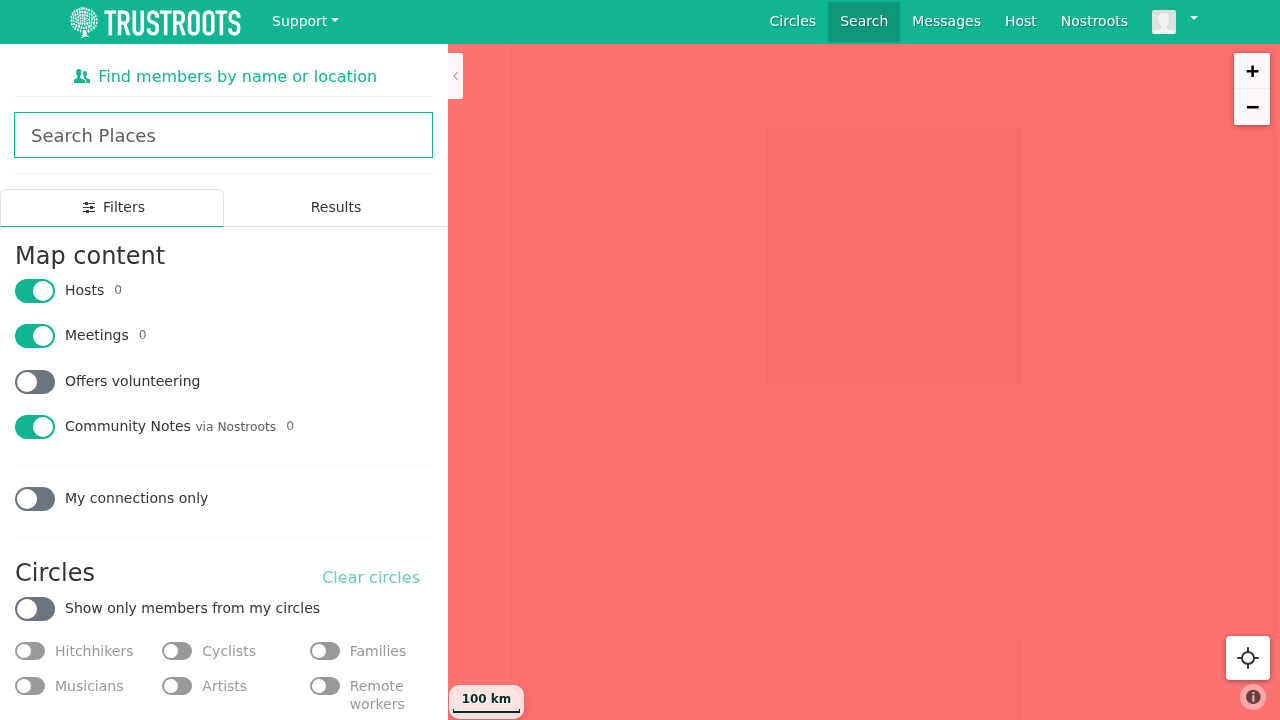 TRUSTROOTS
Support
Circles
Search
Messages
Host
Nostroots
Find members by name or location
Search Places
Filters
Results
Map content
Hosts 0
Meetings 0
Offers volunteering
Community Notes via Nostroots 0
My connections only
Circles
Clear circles
Show only members from my circles
Hitchhikers
Cyclists
Families
Musicians
Artists
Remote
workers
+
−
100 km